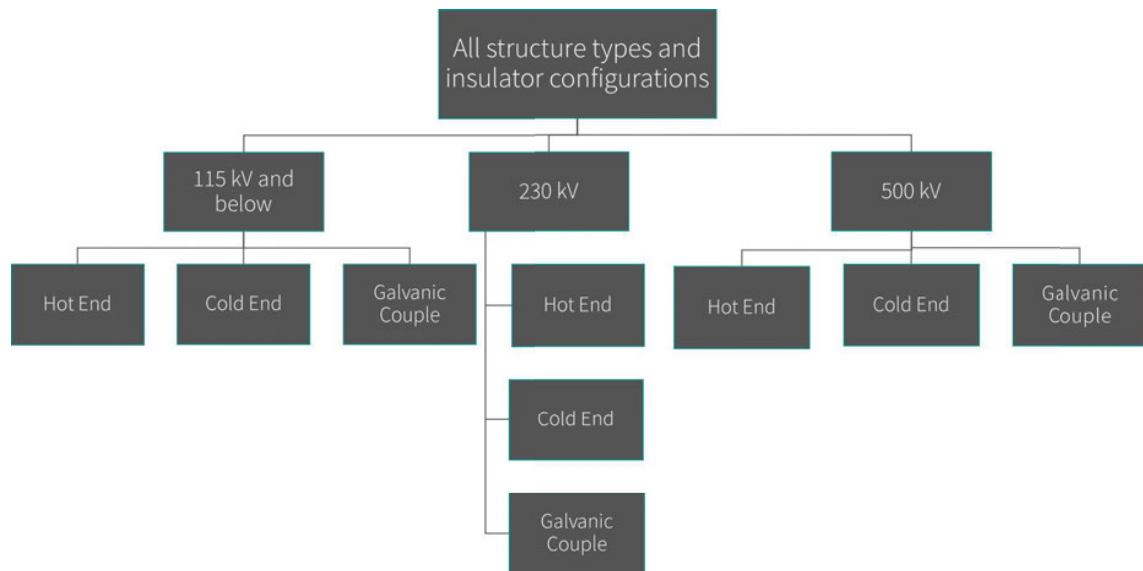 All structure types and
insulator configurations
115 kV and
below
230 kV
500 kV
Hot End
Cold End
Galvanic
Couple
Hot End
Cold End
Galvanic
Couple
Hot End
Cold End
Galvanic
Couple